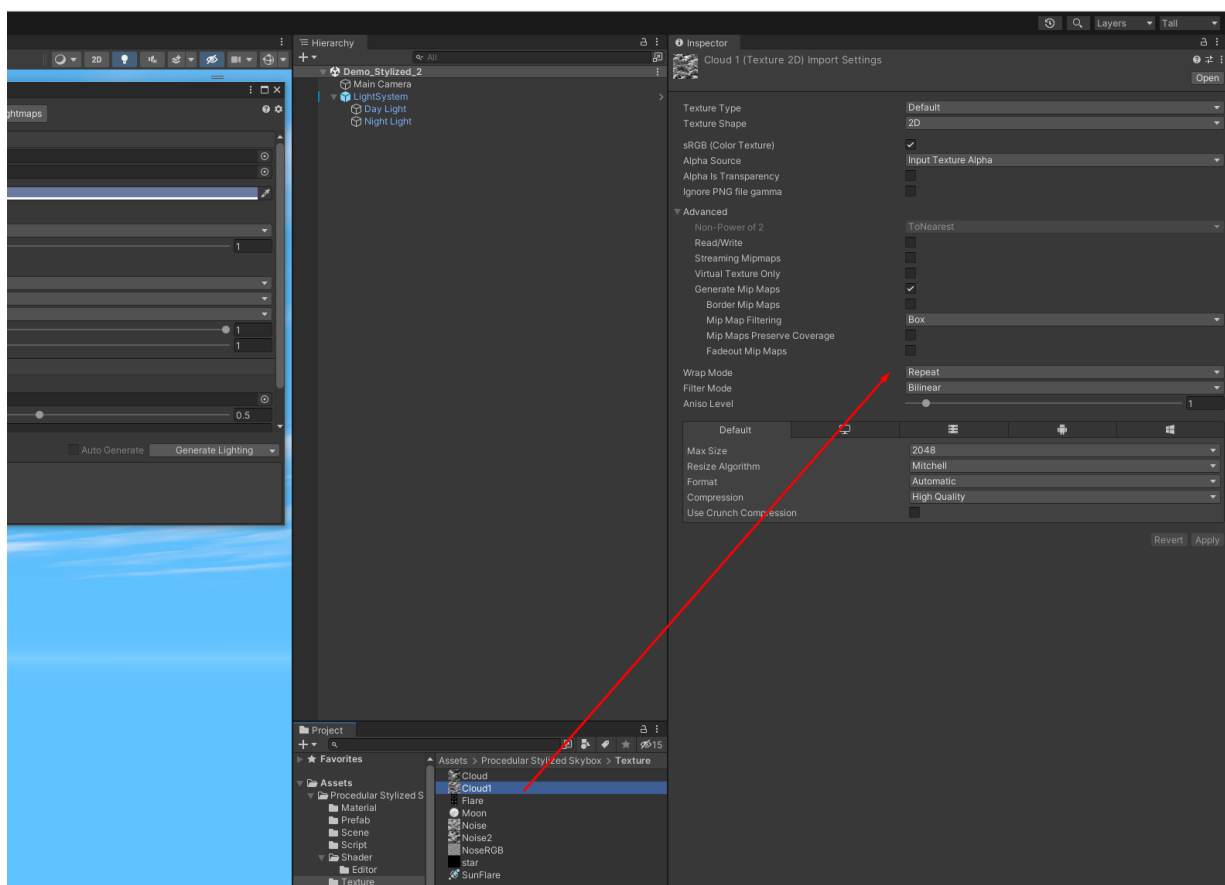 Layers
Tall
2D
ghtmaps
1
1
1
0.5
Auto Generate
Generate Lighting
Hierarchy
All
Demo_Stylized_2
Main Camera
LightSystem
Day Light
Night Light
Inspector
Cloud 1 (Texture 2D) Import Settings
Open
Texture Type Default
Texture Shape 2D
sRGB (Color Texture)
Alpha Source Input Texture Alpha
Alpha Is Transparency
Ignore PNG file gamma
Advanced
Non-Power of 2 ToNearest
Read/Write
Streaming Mipmaps
Virtual Texture Only
Generate Mip Maps
Border Mip Maps
Mip Map Filtering Box
Mip Maps Preserve Coverage
Fadeout Mip Maps
Wrap Mode Repeat
Filter Mode Bilinear
Aniso Level 1
Default
Max Size 2048
Resize Algorithm Mitchell
Format Automatic
Compression High Quality
Use Crunch Compression
Revert Apply
Project
15
Favorites
Assets
Procedular Stylized S
Material
Prefab
Scene
Script
Shader
Editor
Texture
Assets > Procedular Stylized Skybox > Texture
Cloud
Cloud1
Flare
Moon
Noise
Noise2
NoseRGB
star
SunFlare